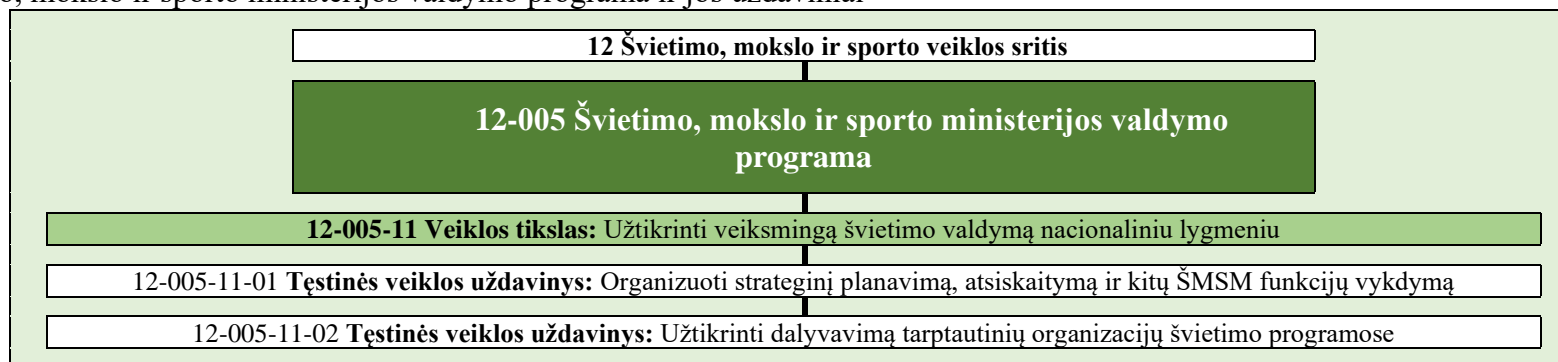 mokslo ir sporto ministerijos valdymo programa ir jos uždaviniai
12 Švietimo, mokslo ir sporto veiklos sritis
12-005 Švietimo, mokslo ir sporto ministerijos valdymo
programa
12-005-11 Veiklos tikslas: Užtikrinti veiksmingą švietimo valdymą nacionaliniu lygmeniu
12-005-11-01 Tęstinės veiklos uždavinys: Organizuoti strateginį planavimą, atsiskaitymą ir kitų ŠMSM funkcijų vykdymą
12-005-11-02 Tęstinės veiklos uždavinys: Užtikrinti dalyvavimą tarptautinių organizacijų švietimo programose